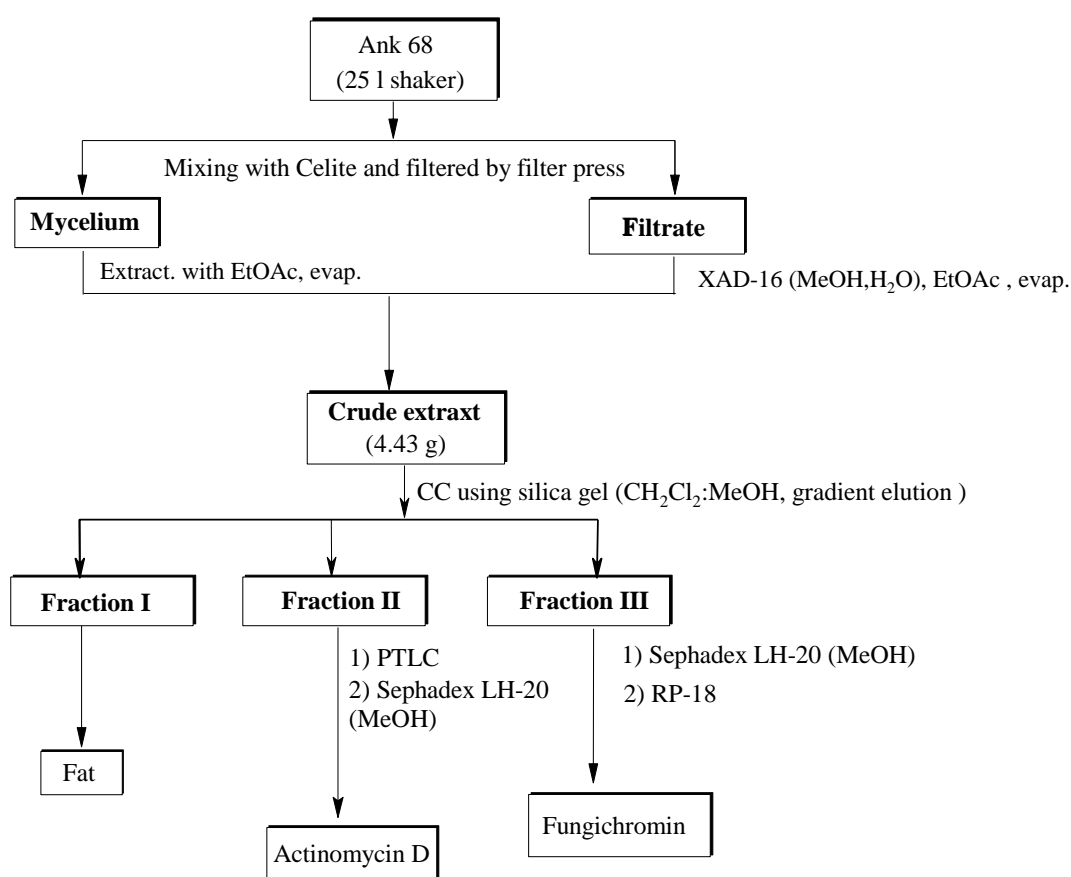 Ank 68
(25 l shaker)
Mixing with Celite and filtered by filter press
Mycelium
Filtrate
Extract. with EtOAc, evap.
XAD-16 (MeOH,H₂O), EtOAc , evap.
Crude extraxt
(4.43 g)
CC using silica gel (CH₂Cl₂:MeOH, gradient elution )
Fraction I
Fraction II
Fraction III
1) PTLC
2) Sephadex LH-20
(MeOH)
1) Sephadex LH-20 (MeOH)
2) RP-18
Fat
Actinomycin D
Fungichromin